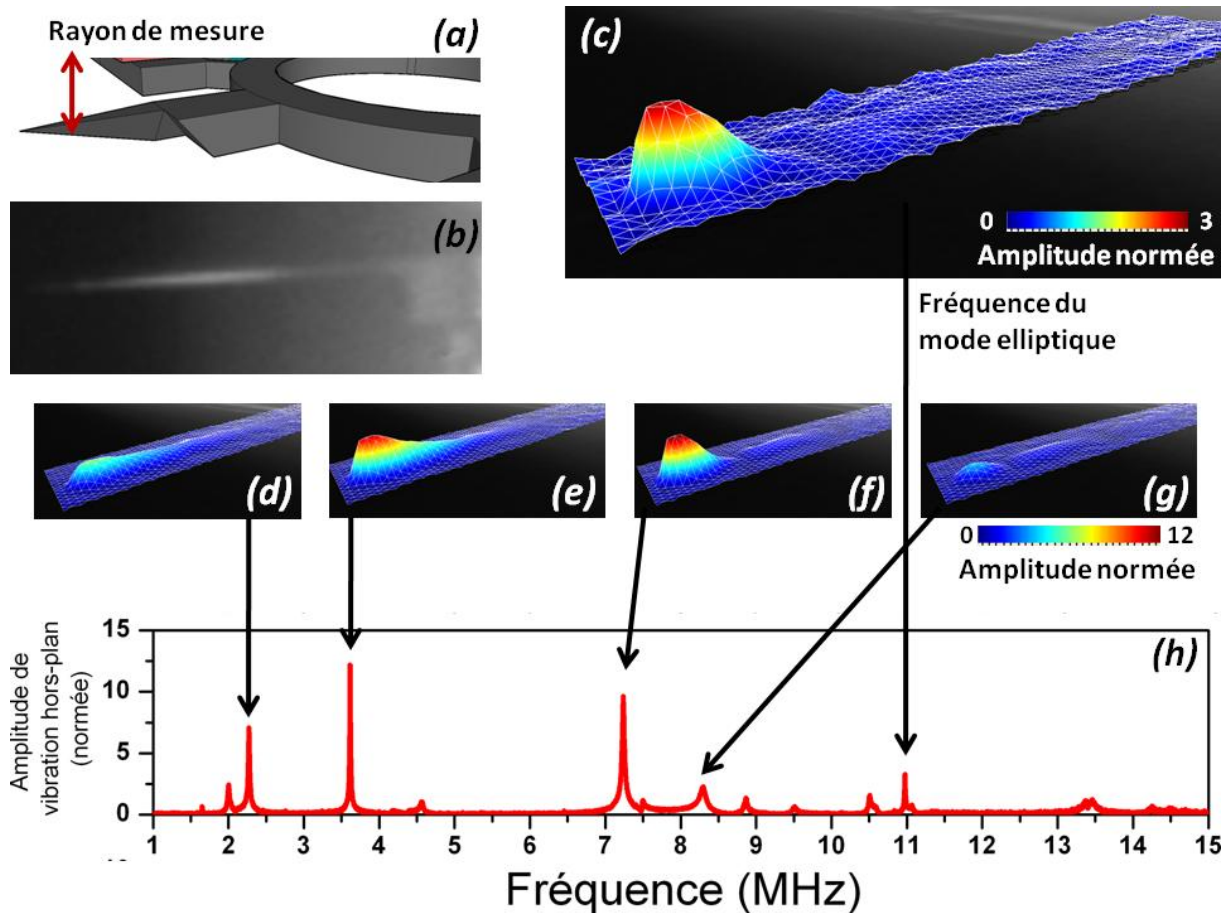 Rayon de mesure
(a)
(b)
(c)
0 3
Amplitude normée
Fréquence du
mode elliptique
(d)
(e)
(f)
(g)
0 12
Amplitude normée
(h)
Amplitude de
vibration hors-plan
(normée)
15
10
5
0
1 2 3 4 5 6 7 8 9 10 11 12 13 14 15
Fréquence (MHz)